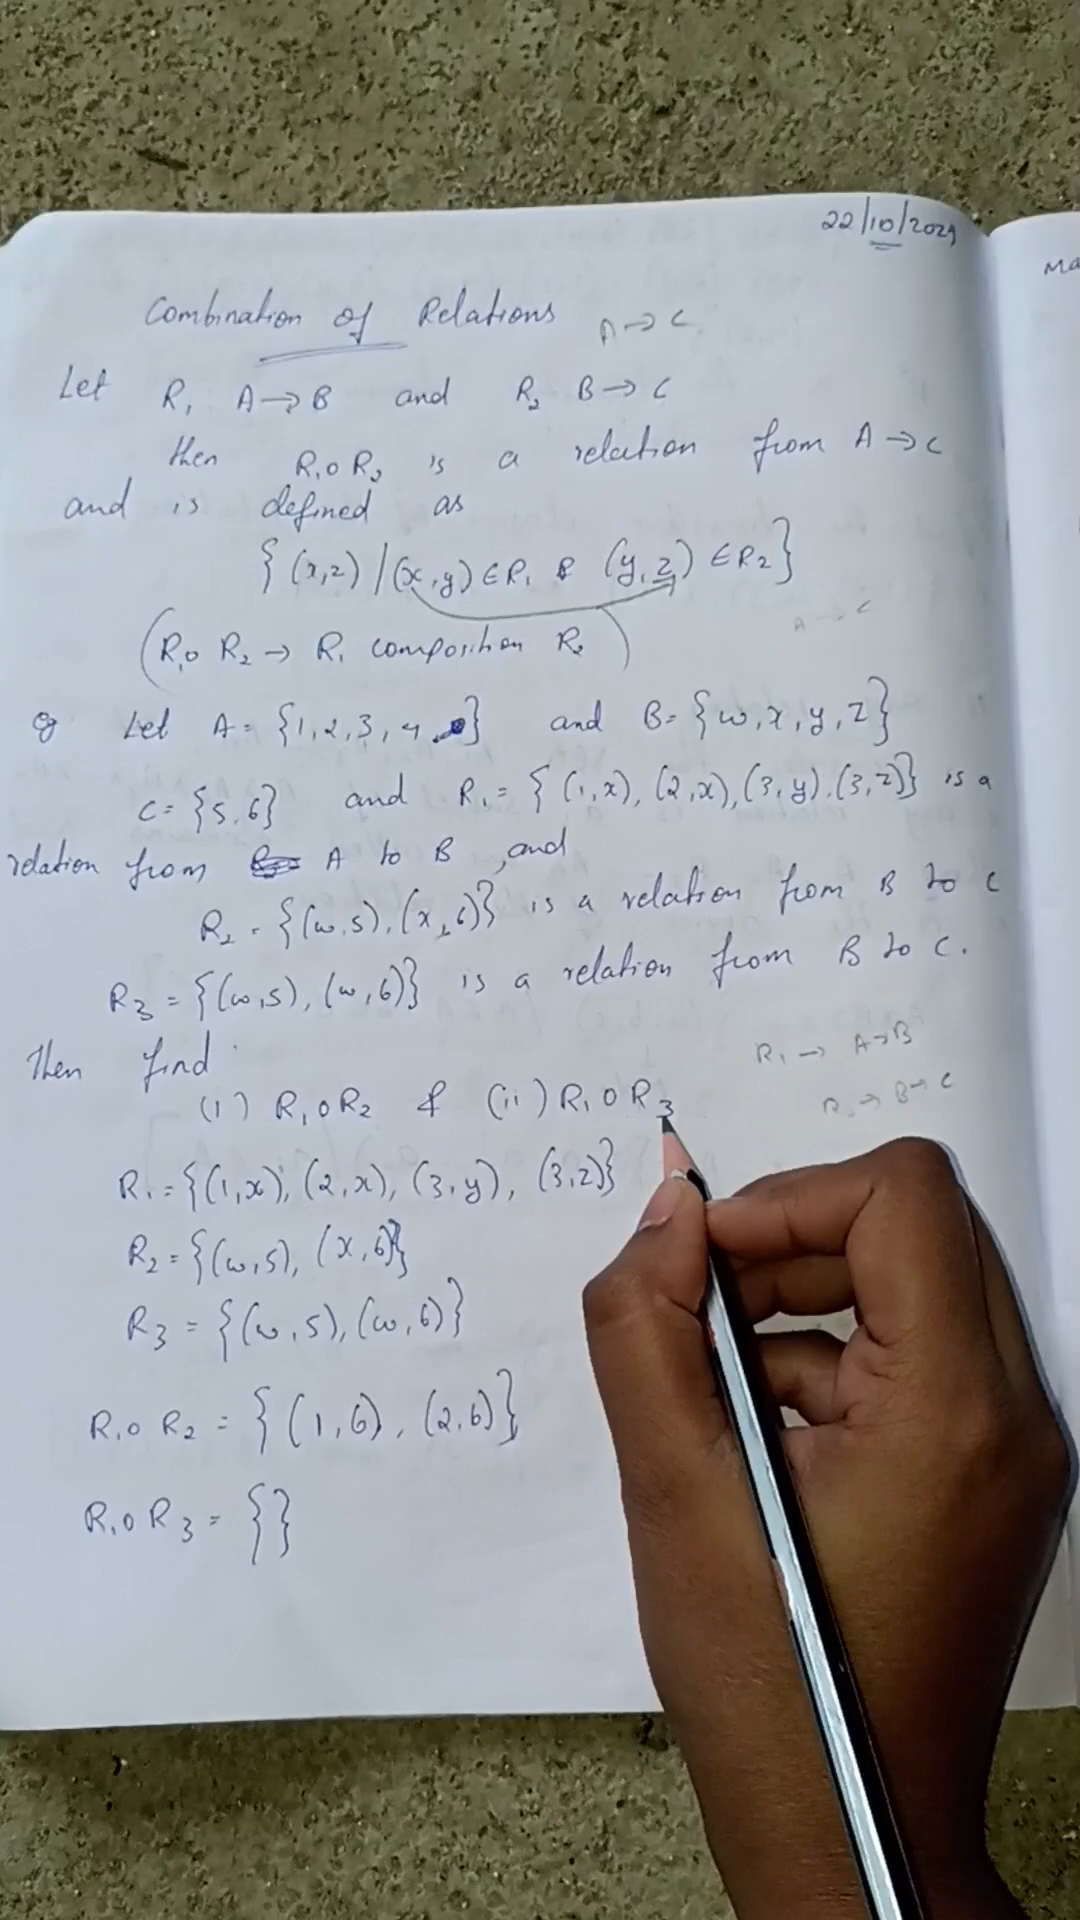 22/10/2024
Ma
Combination of Relations A→C
Let R₁ A→B and R₂ B→C
then R₁oR₂ is a relation from A→C
and is defined as
{(x,z) / (x,y)∈R₁ & (y,z)∈R₂}
(R₁o R₂ → R₁ composition R₂)
A→C
eg Let A = {1,2,3,4} and B = {w,x,y,z}
C = {5,6} and R₁ = {(1,x), (2,x), (3,y), (3,z)} is a
relation from A to B, and
R₂ = {(w,5), (x,6)} is a relation from B to C
R₃ = {(w,5), (w,6)} is a relation from B to C.
Then find
R₁ → A→B
(i) R₁oR₂ & (ii) R₁oR₃
→ B→C
R₁ = {(1,x), (2,x), (3,y), (3,z)}
R₂ = {(w,5), (x,6)}
R₃ = {(w,5), (w,6)}
R₁o R₂ = {(1,6), (2,6)}
R₁oR₃ = {}